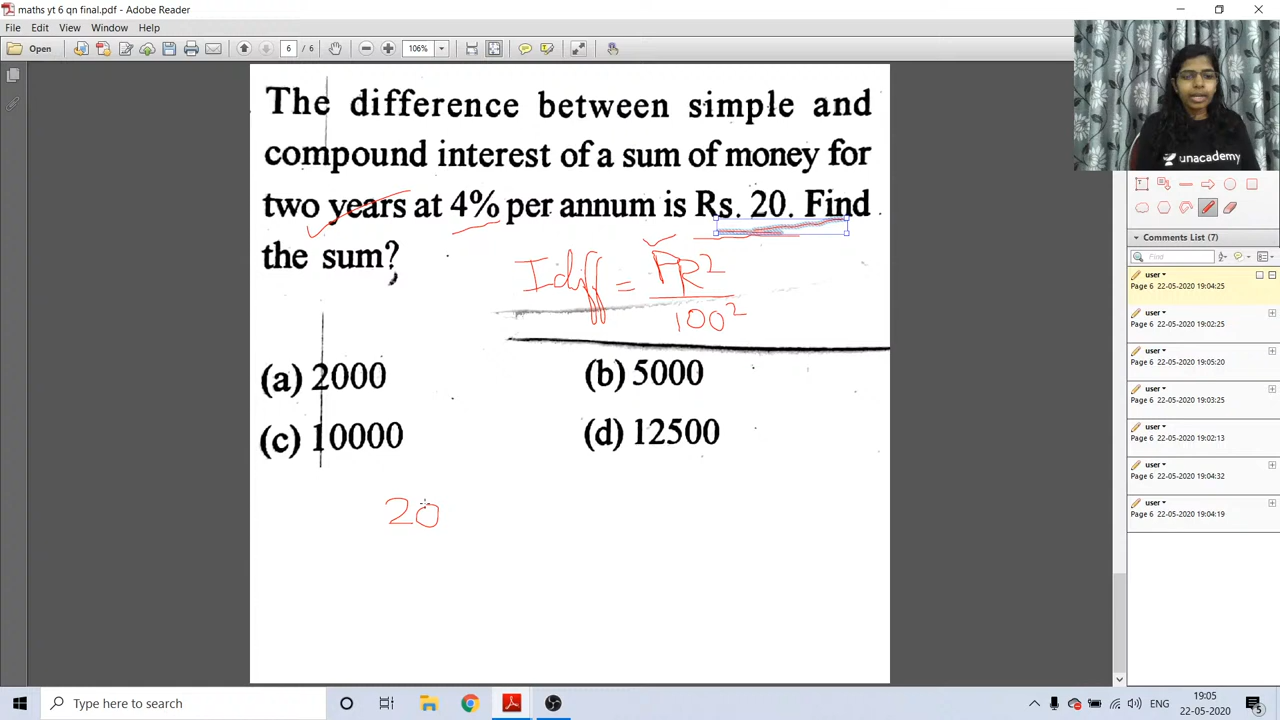 maths yt 6 qn final.pdf - Adobe Reader
File Edit View Window Help
Open 6 / 6 106%
The difference between simple and
compound interest of a sum of money for
two years at 4% per annum is Rs. 20. Find
the sum?
I diff = PR²
100²
(a) 2000 (b) 5000
(c) 10000 (d) 12500
20
unacademy
Comments List (7)
Find
user
Page 6 22-05-2020 19:04:25
user
Page 6 22-05-2020 19:02:25
user
Page 6 22-05-2020 19:05:20
user
Page 6 22-05-2020 19:03:25
user
Page 6 22-05-2020 19:02:13
user
Page 6 22-05-2020 19:04:32
user
Page 6 22-05-2020 19:04:19
Type here to search
ENG
19:05
22-05-2020
5